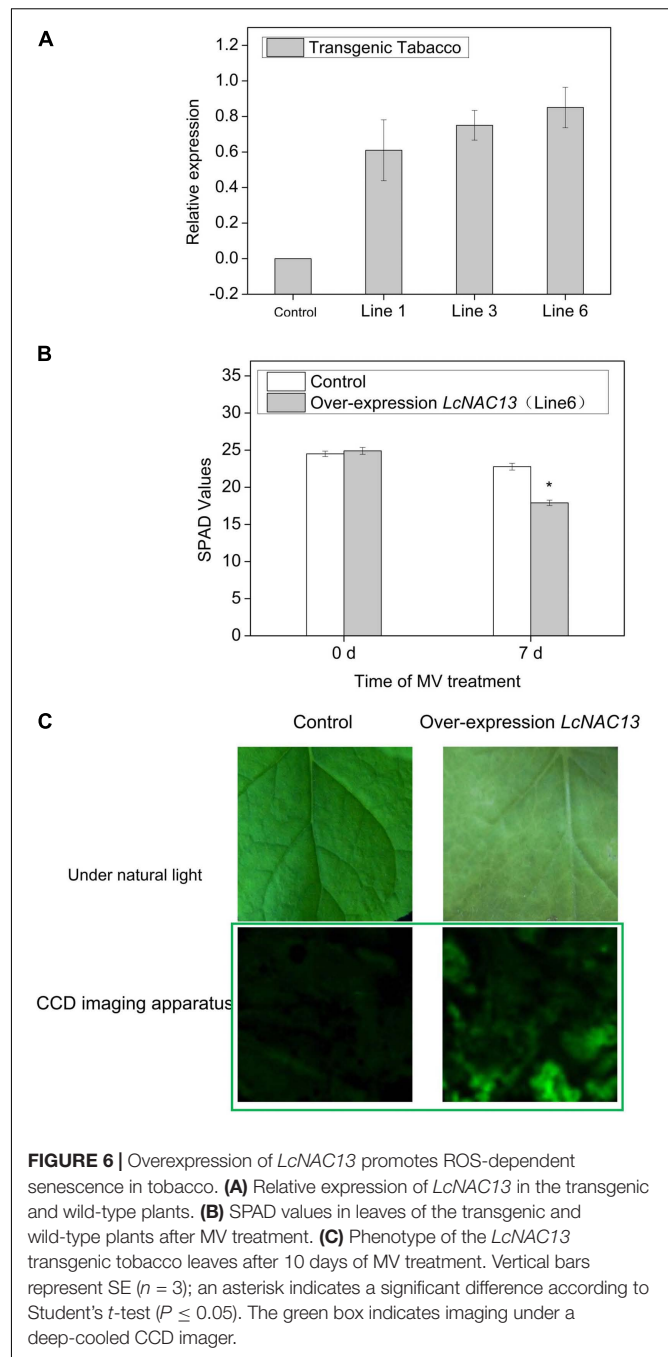 A
Transgenic Tabacco
Relative expression
1.2
1.0
0.8
0.6
0.4
0.2
0.0
-0.2
Control Line 1 Line 3 Line 6
B
Control
Over-expression LcNAC13（Line6）
SPAD Values
35
30
25
20
15
10
5
0
*
0 d 7 d
Time of MV treatment
C
Control Over-expression LcNAC13
Under natural light
CCD imaging apparatus
FIGURE 6 | Overexpression of LcNAC13 promotes ROS-dependent
senescence in tobacco. (A) Relative expression of LcNAC13 in the transgenic
and wild-type plants. (B) SPAD values in leaves of the transgenic and
wild-type plants after MV treatment. (C) Phenotype of the LcNAC13
transgenic tobacco leaves after 10 days of MV treatment. Vertical bars
represent SE (n = 3); an asterisk indicates a significant difference according to
Student's t-test (P ≤ 0.05). The green box indicates imaging under a
deep-cooled CCD imager.